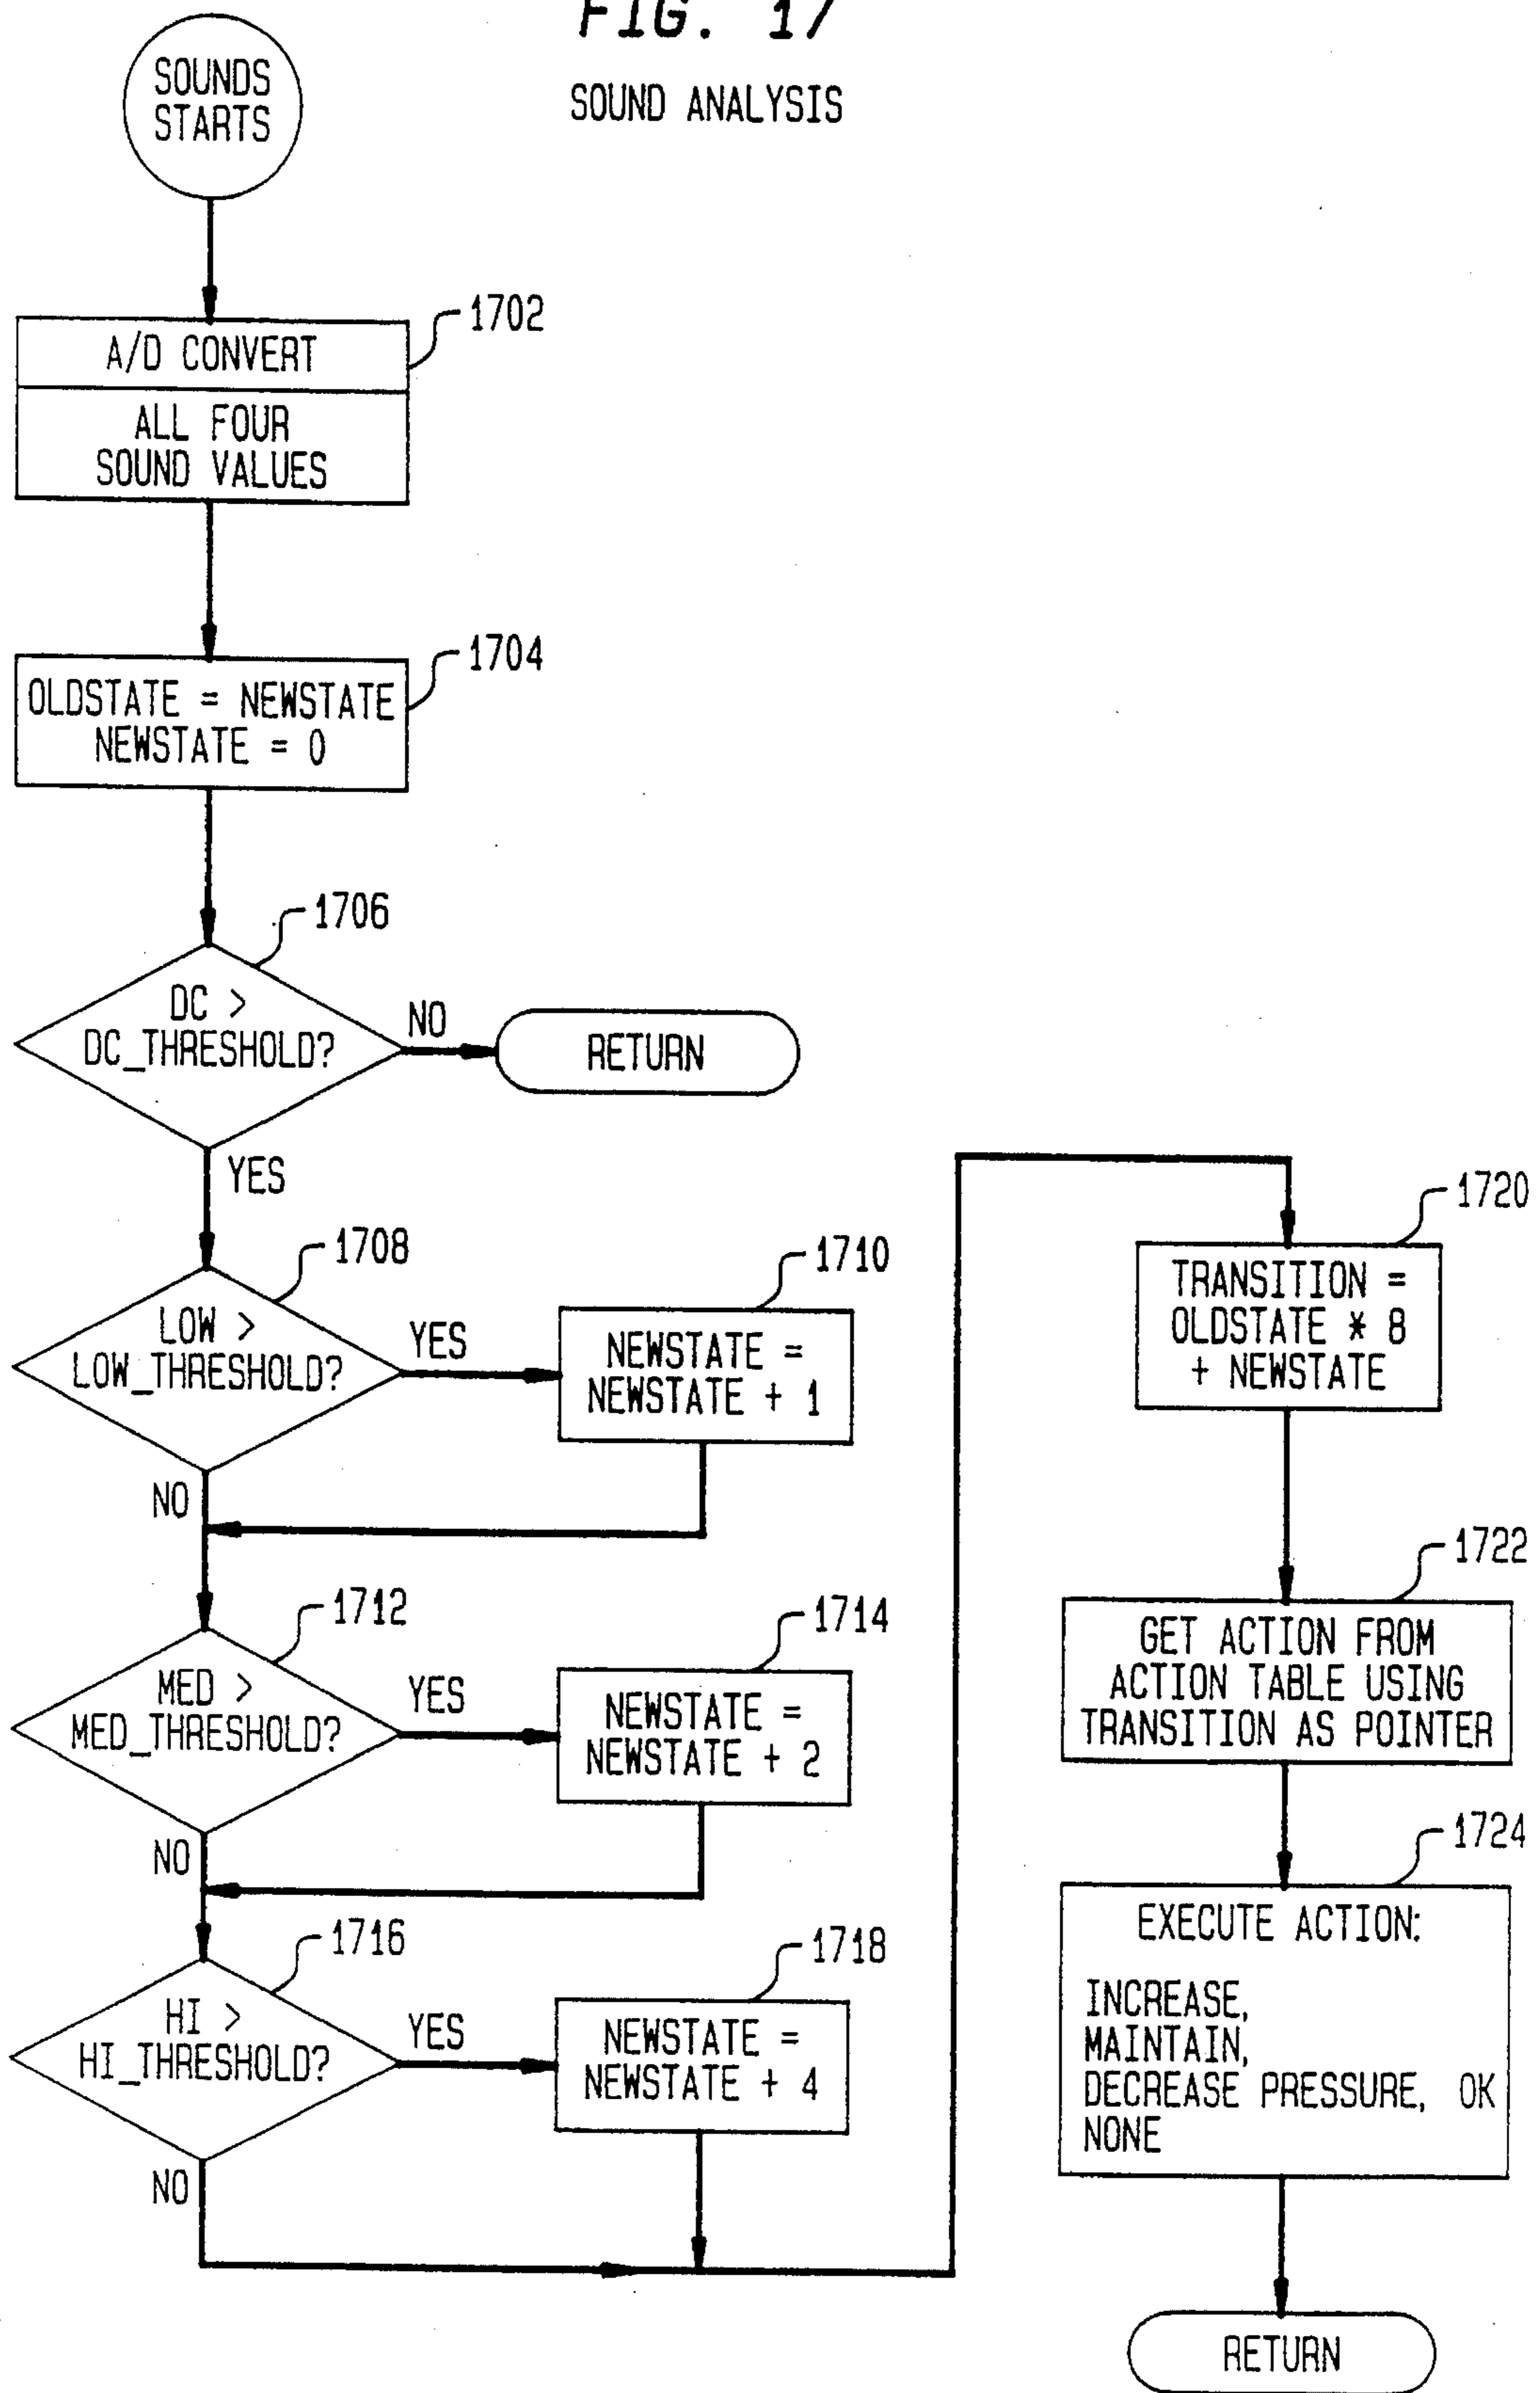 FIG. 17
SOUND ANALYSIS
SOUNDS
STARTS
1702
A/D CONVERT
ALL FOUR
SOUND VALUES
1704
OLDSTATE = NEWSTATE
NEWSTATE = 0
1706
DC >
DC_THRESHOLD?
NO
RETURN
YES
1708
LOW >
LOW_THRESHOLD?
YES
1710
NEWSTATE =
NEWSTATE + 1
NO
1712
MED >
MED_THRESHOLD?
YES
1714
NEWSTATE =
NEWSTATE + 2
NO
1716
HI >
HI_THRESHOLD?
YES
1718
NEWSTATE =
NEWSTATE + 4
NO
1720
TRANSITION =
OLDSTATE * 8
+ NEWSTATE
1722
GET ACTION FROM
ACTION TABLE USING
TRANSITION AS POINTER
1724
EXECUTE ACTION:
INCREASE,
MAINTAIN,
DECREASE PRESSURE, OK
NONE
RETURN